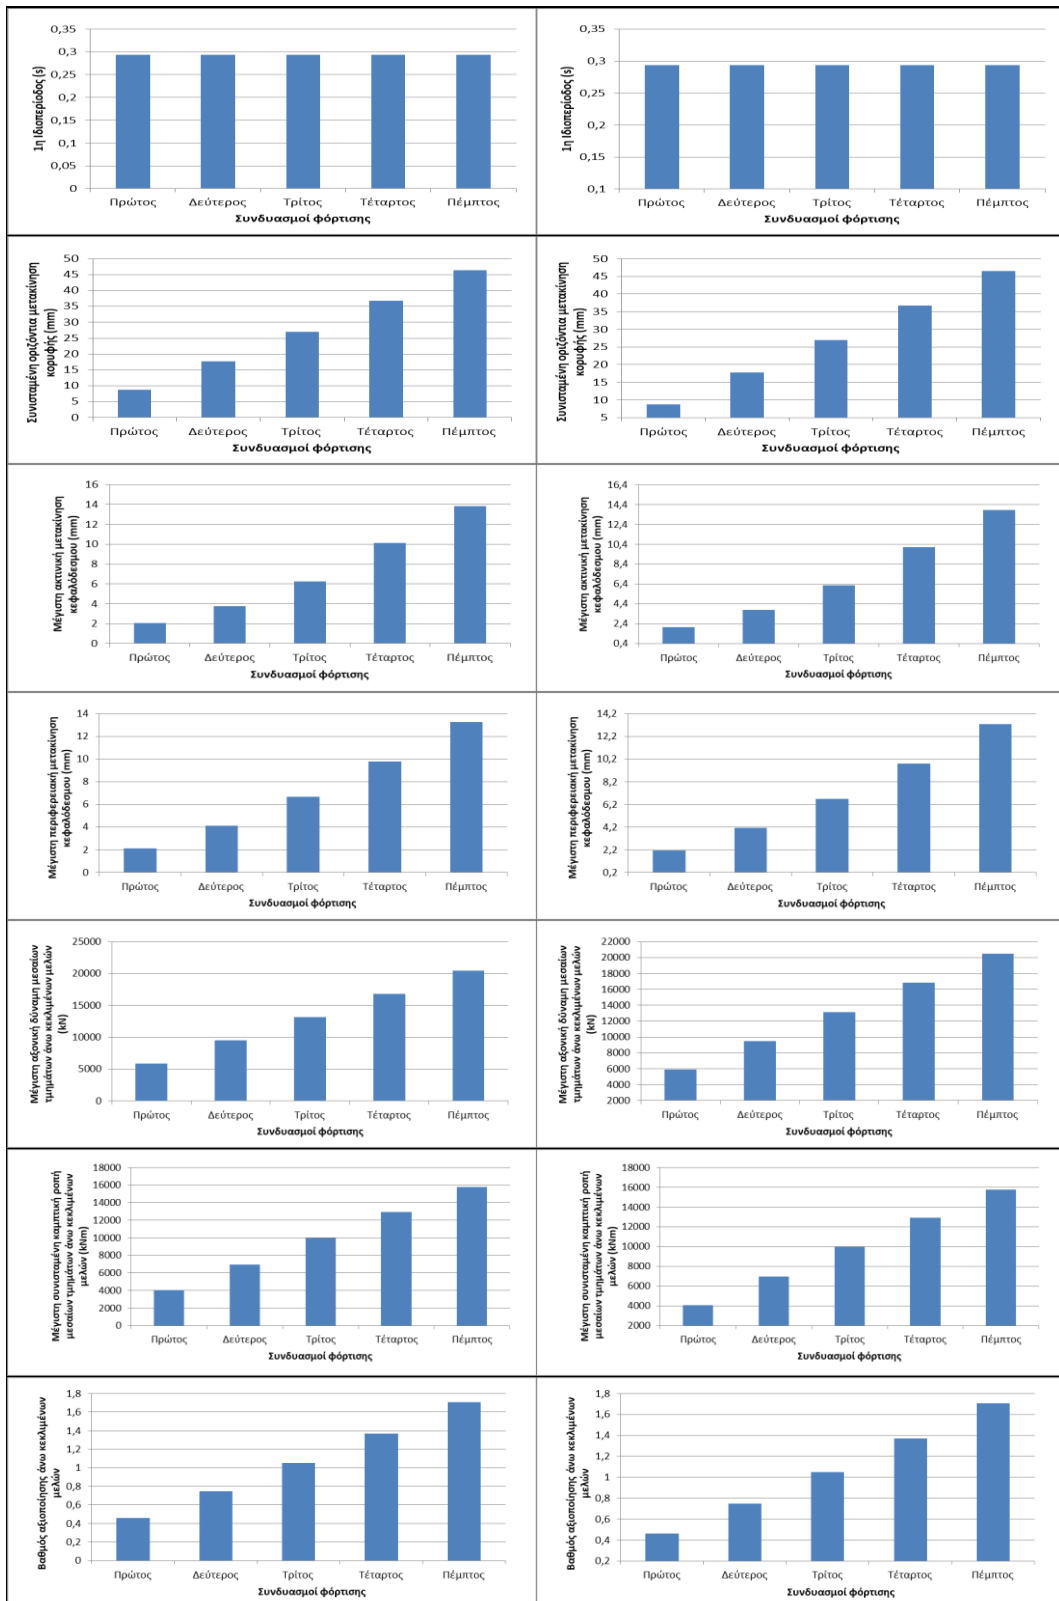 1η Ιδιοπερίοδος (s)
0,35
0,3
0,25
0,2
0,15
0,1
0,05
0
Πρώτος Δεύτερος Τρίτος Τέταρτος Πέμπτος
Συνδυασμοί φόρτισης
1η Ιδιοπερίοδος (s)
0,35
0,3
0,25
0,2
0,15
0,1
Πρώτος Δεύτερος Τρίτος Τέταρτος Πέμπτος
Συνδυασμοί φόρτισης
Συνισταμένη οριζόντια μετακίνηση
κορυφής (mm)
50
45
40
35
30
25
20
15
10
5
0
Πρώτος Δεύτερος Τρίτος Τέταρτος Πέμπτος
Συνδυασμοί φόρτισης
Συνισταμένη οριζόντια μετακίνηση
κορυφής (mm)
50
45
40
35
30
25
20
15
10
5
Πρώτος Δεύτερος Τρίτος Τέταρτος Πέμπτος
Συνδυασμοί φόρτισης
Μέγιστη ακτινική μετακίνηση
κεφαλόδεσμου (mm)
16
14
12
10
8
6
4
2
0
Πρώτος Δεύτερος Τρίτος Τέταρτος Πέμπτος
Συνδυασμοί φόρτισης
Μέγιστη ακτινική μετακίνηση
κεφαλόδεσμου (mm)
16,4
14,4
12,4
10,4
8,4
6,4
4,4
2,4
0,4
Πρώτος Δεύτερος Τρίτος Τέταρτος Πέμπτος
Συνδυασμοί φόρτισης
Μέγιστη περιφερειακή μετακίνηση
κεφαλόδεσμου (mm)
14
12
10
8
6
4
2
0
Πρώτος Δεύτερος Τρίτος Τέταρτος Πέμπτος
Συνδυασμοί φόρτισης
Μέγιστη περιφερειακή μετακίνηση
κεφαλόδεσμου (mm)
14,2
12,2
10,2
8,2
6,2
4,2
2,2
0,2
Πρώτος Δεύτερος Τρίτος Τέταρτος Πέμπτος
Συνδυασμοί φόρτισης
Μέγιστη αξονική δύναμη μεσαίων
τμημάτων άνω κεκλιμένων μελών
(kN)
25000
20000
15000
10000
5000
0
Πρώτος Δεύτερος Τρίτος Τέταρτος Πέμπτος
Συνδυασμοί φόρτισης
Μέγιστη αξονική δύναμη μεσαίων
τμημάτων άνω κεκλιμένων μελών
(kN)
22000
20000
18000
16000
14000
12000
10000
8000
6000
4000
2000
Πρώτος Δεύτερος Τρίτος Τέταρτος Πέμπτος
Συνδυασμοί φόρτισης
Μέγιστη συνισταμένη καμπτική ροπή
μεσαίων τμημάτων άνω κεκλιμένων
μελών (kNm)
18000
16000
14000
12000
10000
8000
6000
4000
2000
0
Πρώτος Δεύτερος Τρίτος Τέταρτος Πέμπτος
Συνδυασμοί φόρτισης
Μέγιστη συνισταμένη καμπτική ροπή
μεσαίων τμημάτων άνω κεκλιμένων
μελών (kNm)
18000
16000
14000
12000
10000
8000
6000
4000
2000
Πρώτος Δεύτερος Τρίτος Τέταρτος Πέμπτος
Συνδυασμοί φόρτισης
Βαθμός αξιοποίησης άνω κεκλιμένων
μελών
1,8
1,6
1,4
1,2
1
0,8
0,6
0,4
0,2
0
Πρώτος Δεύτερος Τρίτος Τέταρτος Πέμπτος
Συνδυασμοί φόρτισης
Βαθμός αξιοποίησης άνω κεκλιμένων
μελών
1,8
1,6
1,4
1,2
1
0,8
0,6
0,4
0,2
Πρώτος Δεύτερος Τρίτος Τέταρτος Πέμπτος
Συνδυασμοί φόρτισης